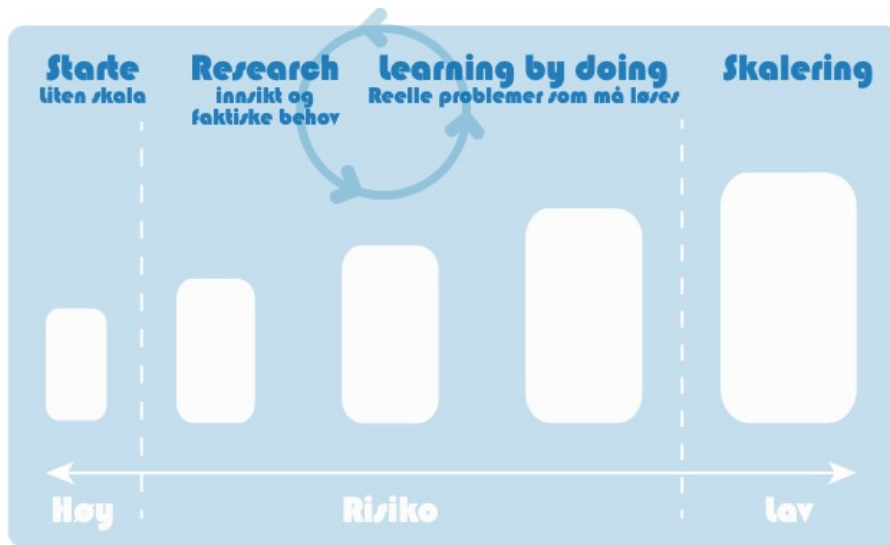 Starte
Liten skala
Research
innsikt og
faktiske behov
Learning by doing
Reelle problemer som må løses
Skalering
Høy
Risiko
Lav